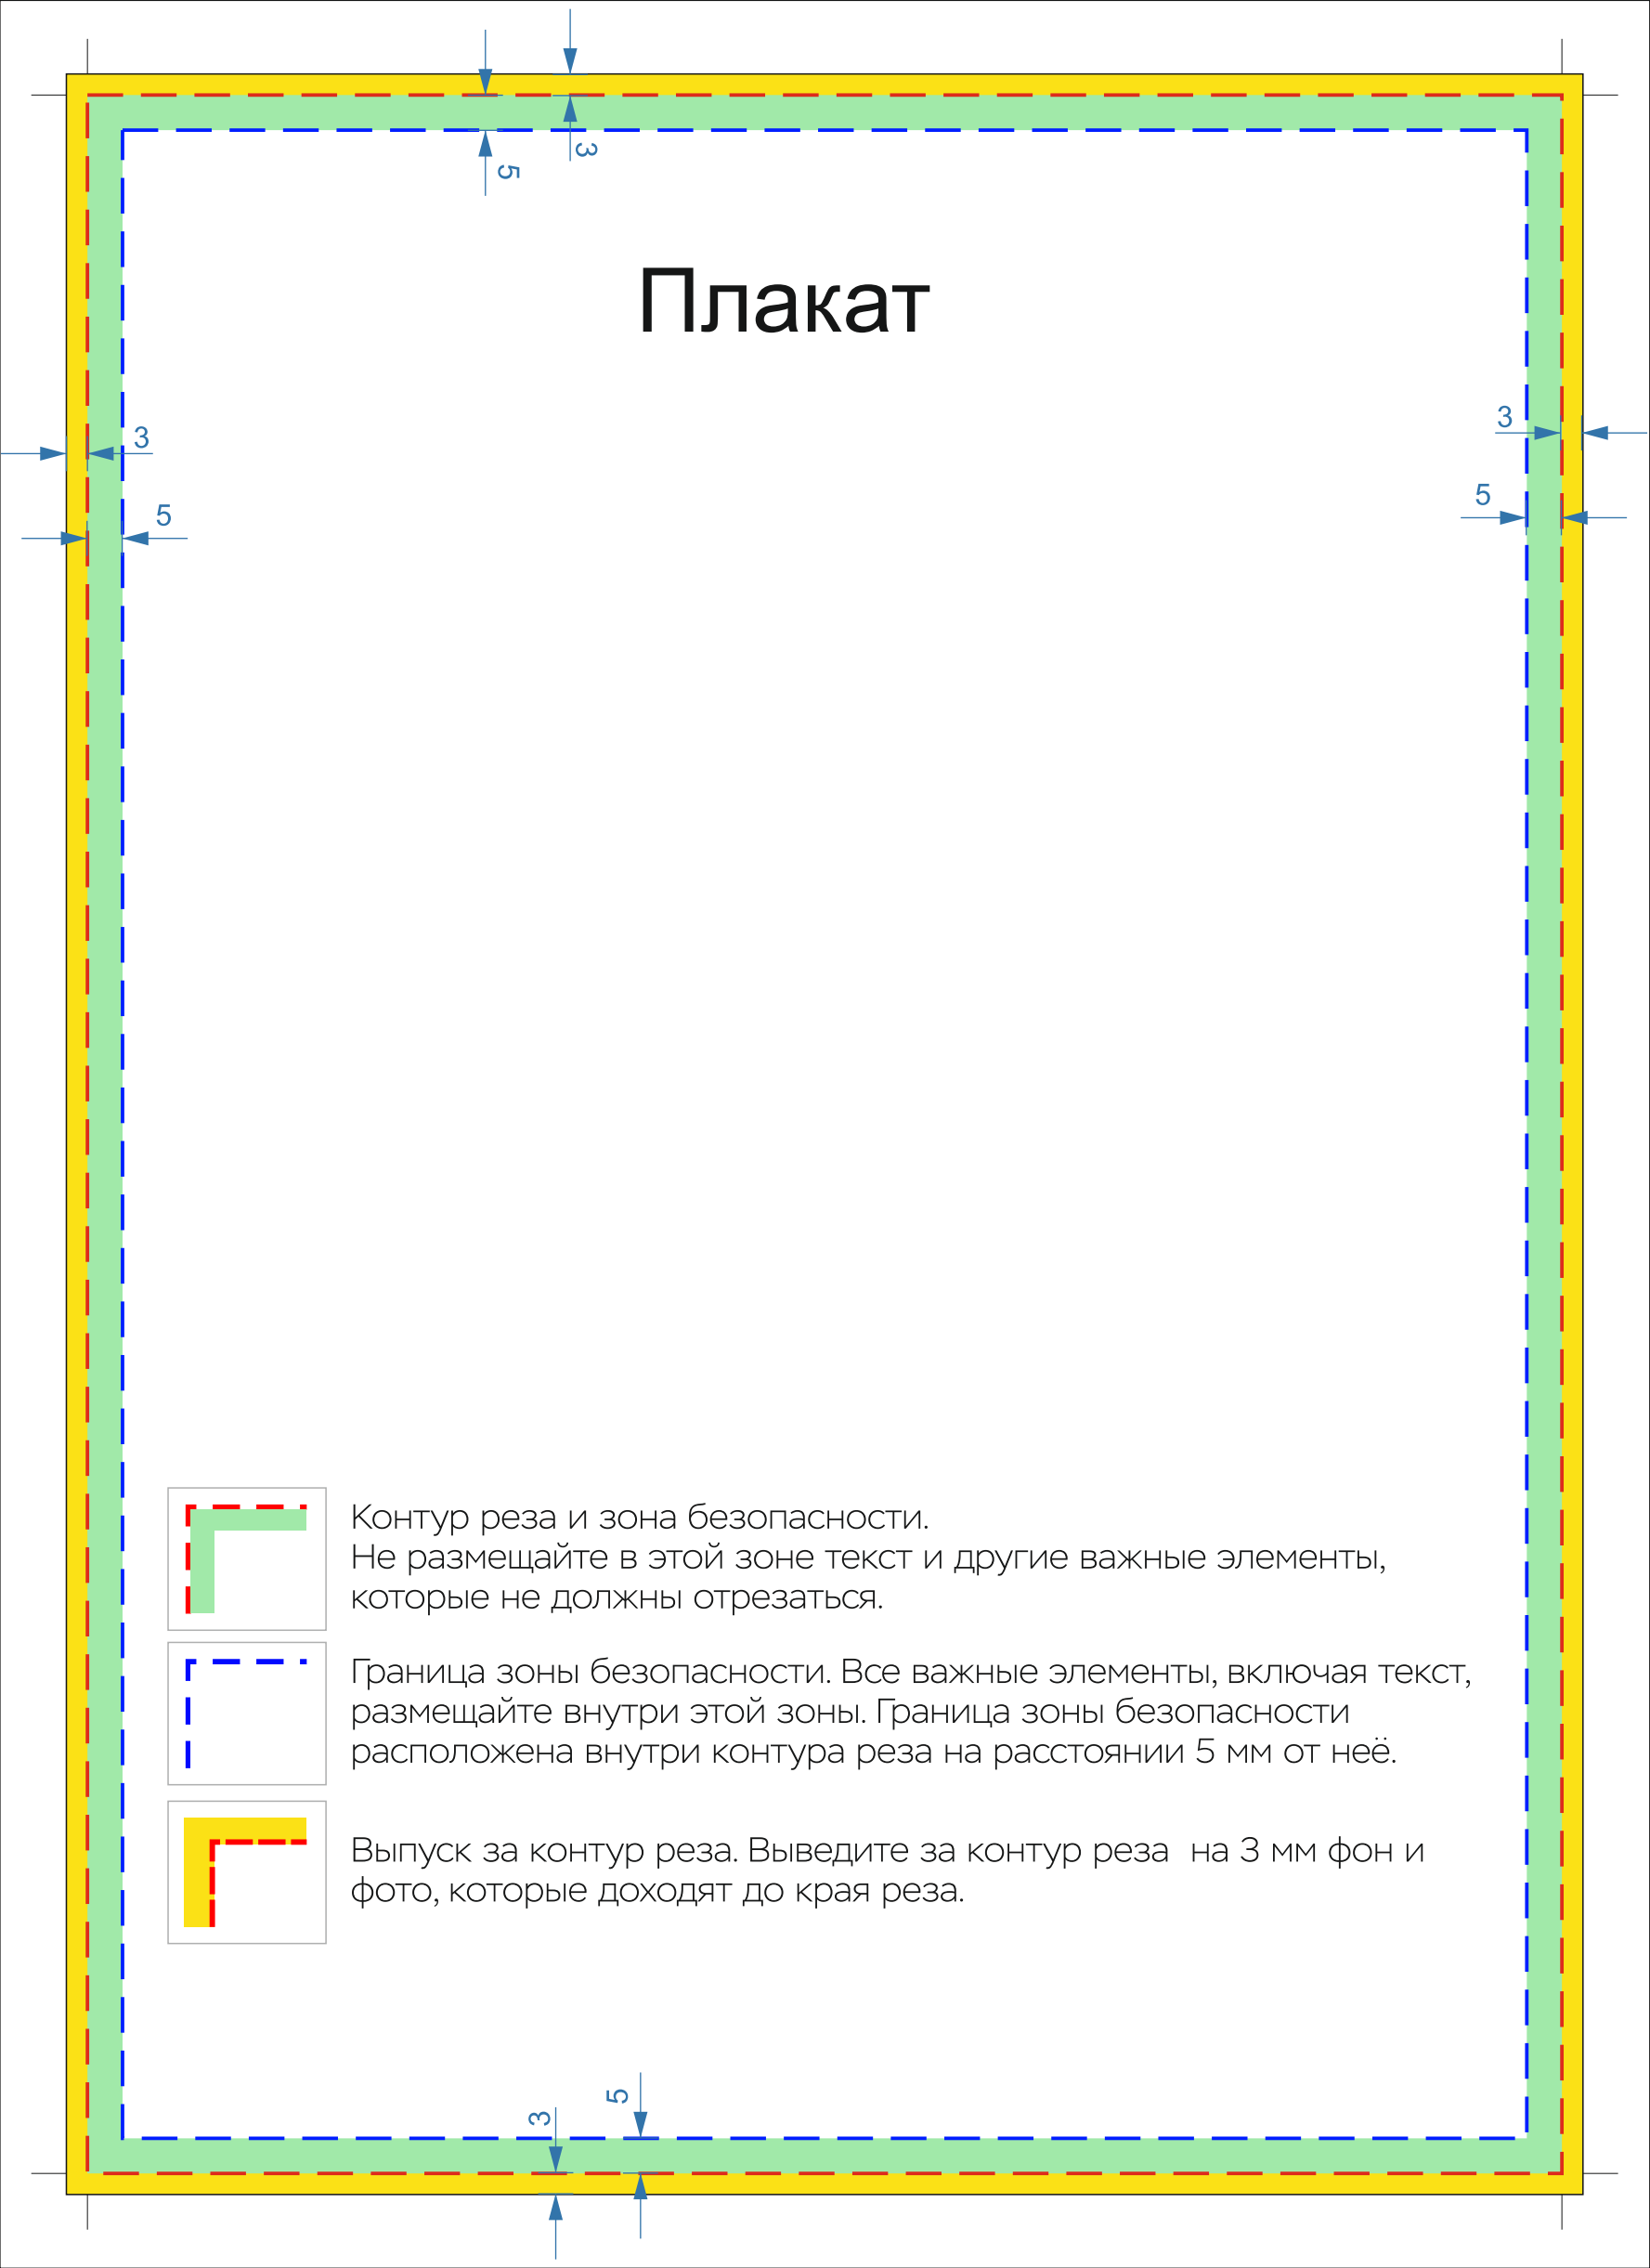 3
5
Плакат
3
3
5
5
Контур реза и зона безопасности.
Не размещайте в этой зоне текст и другие важные элементы,
которые не должны отрезаться.
Граница зоны безопасности. Все важные элементы, включая текст,
размещайте внутри этой зоны. Граница зоны безопасности
расположена внутри контура реза на расстоянии 5 мм от неё.
Выпуск за контур реза. Выведите за контур реза  на 3 мм фон и
фото, которые доходят до края реза.
5
3